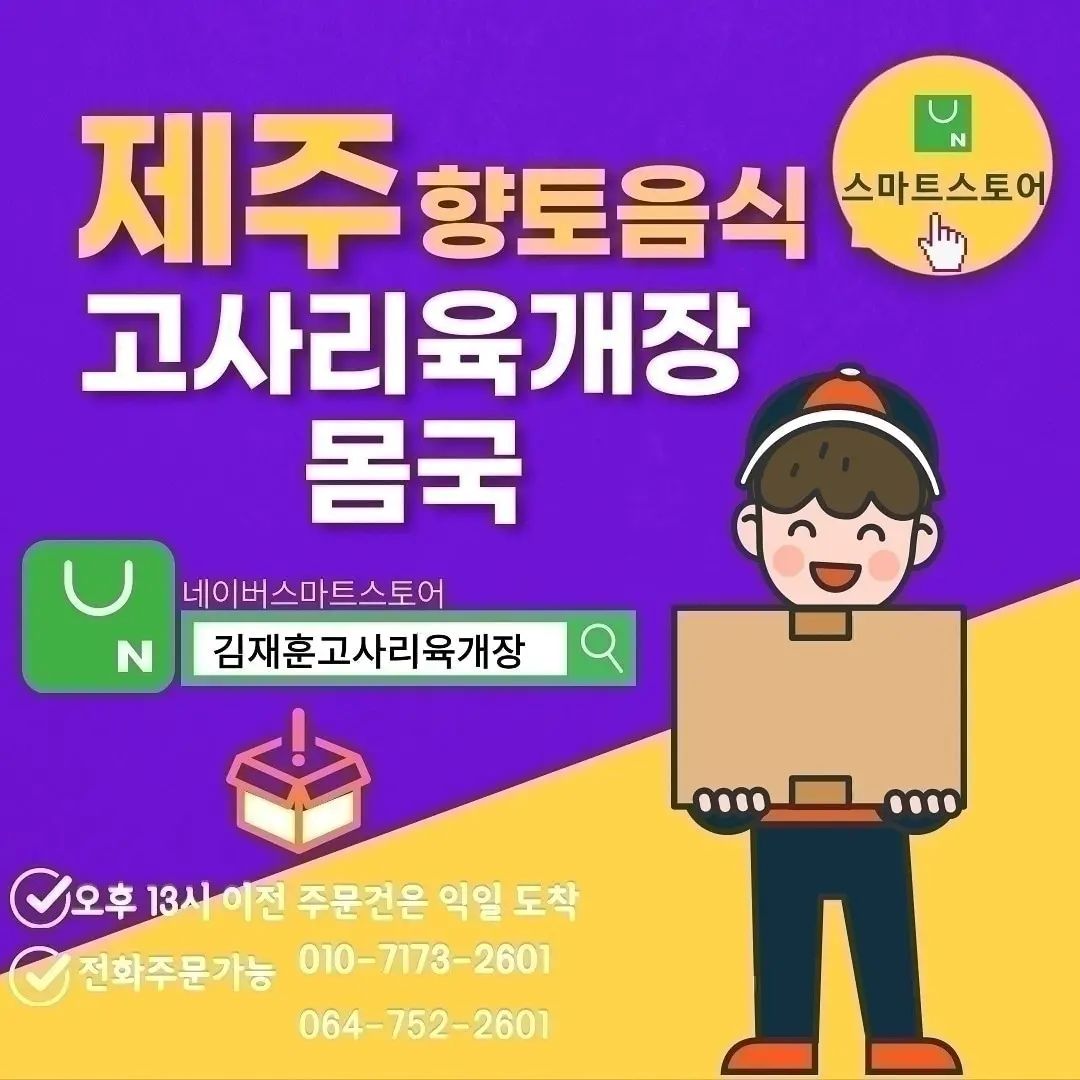 제주 향토음식
고사리육개장
몸국
N
스마트스토어
N
네이버스마트스토어
김재훈고사리육개장
오후 13시 이전 주문건은 익일 도착
전화주문가능 010-7173-2601
064-752-2601